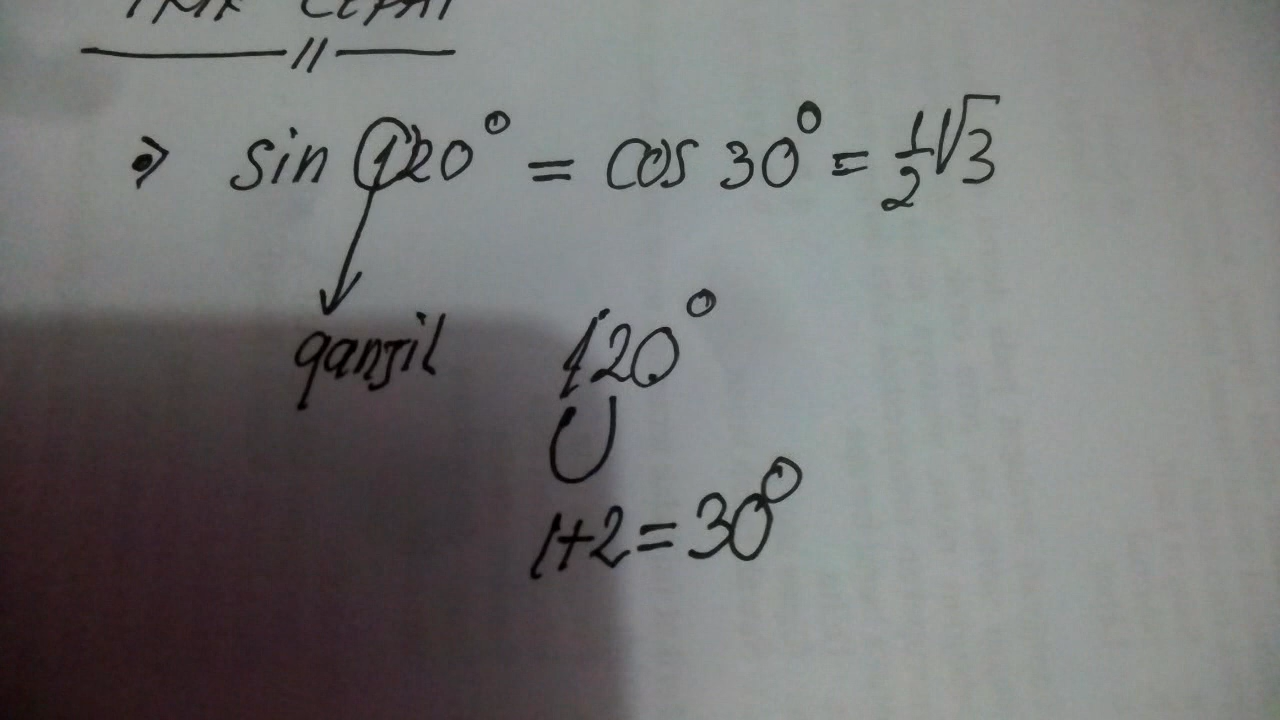 ⇒ sin 120° = cos 30° = 1/2 √3
ganjil 120°
1+2 = 30°